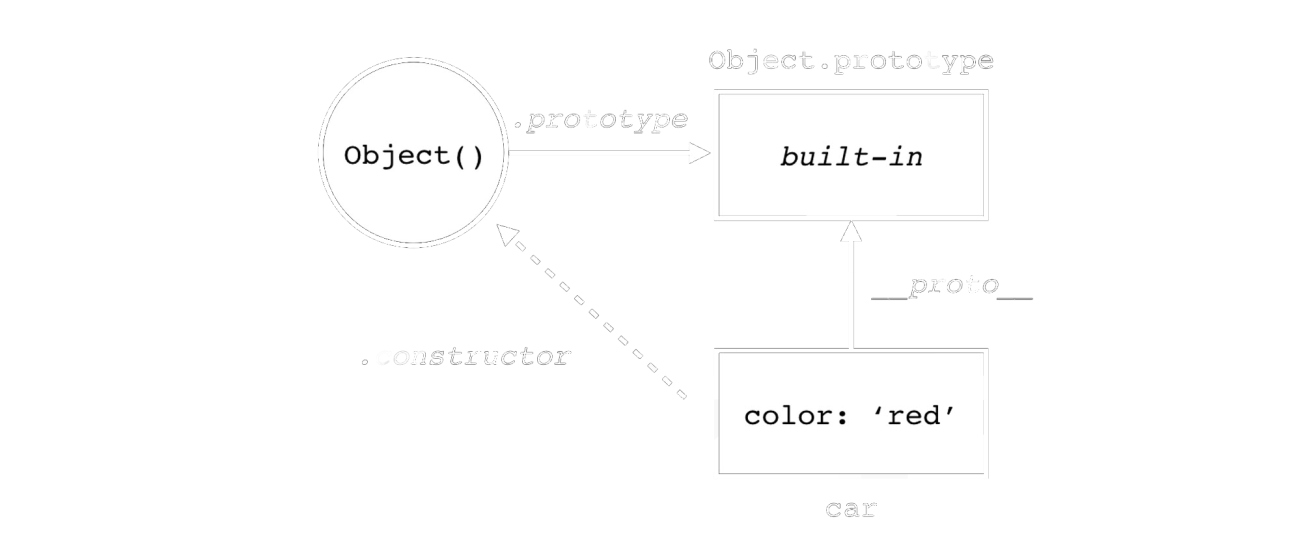 Object.prototype
.prototype
Object()
built-in
__proto__
.constructor
color: ‘red’
car